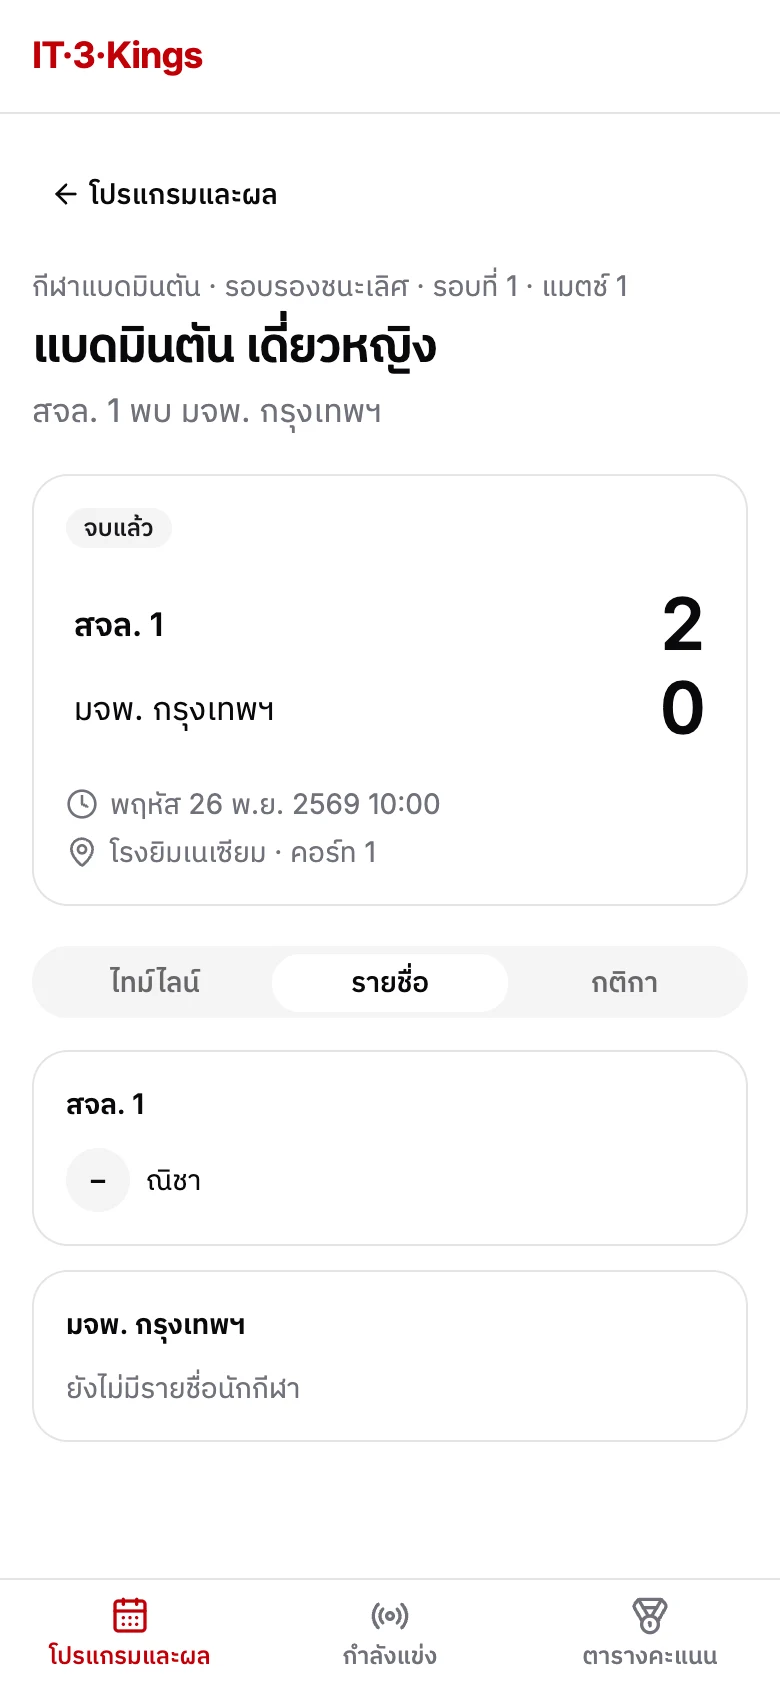 IT·3·Kings
← โปรแกรมและผล
กีฬาแบดมินตัน · รอบรองชนะเลิศ · รอบที่ 1 · แมตช์ 1
แบดมินตัน เดี่ยวหญิง
สจล. 1 พบ มจพ. กรุงเทพฯ
จบแล้ว
สจล. 1 2
มจพ. กรุงเทพฯ 0
พฤหัส 26 พ.ย. 2569 10:00
โรงยิมเนเซียม · คอร์ท 1
ไทม์ไลน์ รายชื่อ กติกา
สจล. 1
– ณิชา
มจพ. กรุงเทพฯ
ยังไม่มีรายชื่อนักกีฬา
โปรแกรมและผล กำลังแข่ง ตารางคะแนน